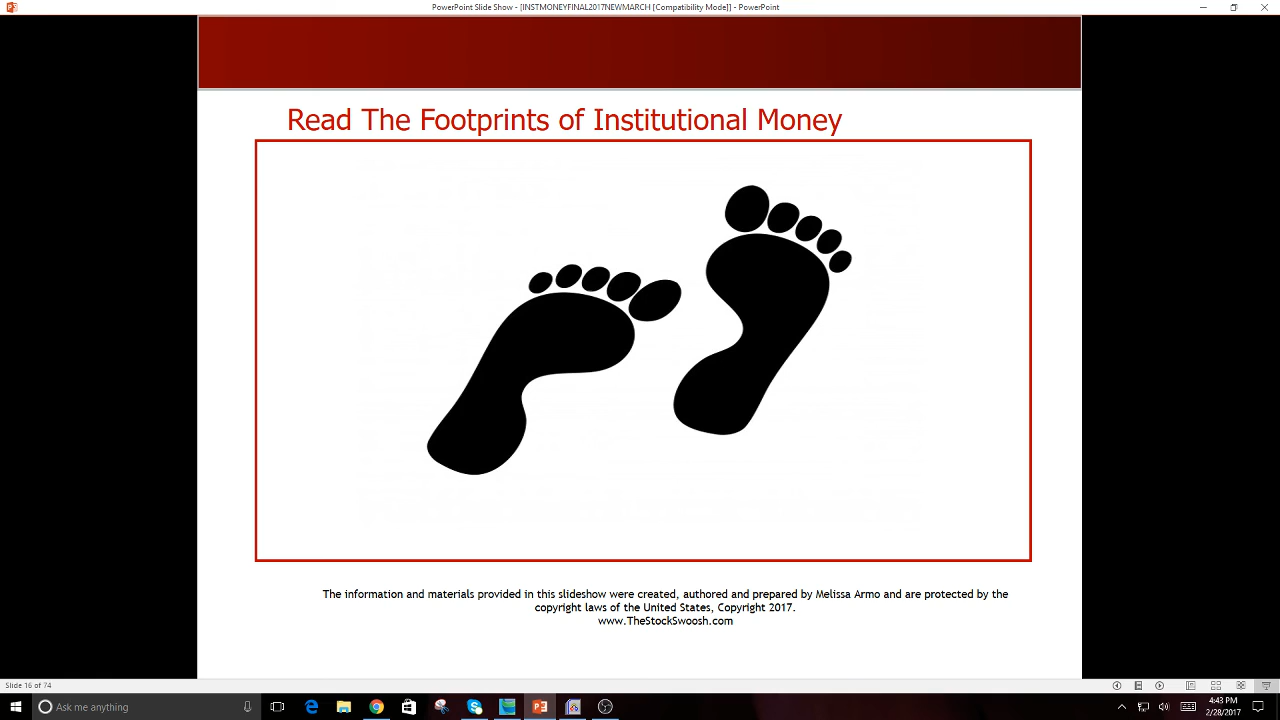 PowerPoint Slide Show - [INSTMONEYFINAL2017NEWMARCH [Compatibility Mode]] - PowerPoint
Read The Footprints of Institutional Money
The information and materials provided in this slideshow were created, authored and prepared by Melissa Armo and are protected by the
copyright laws of the United States, Copyright 2017.
www.TheStockSwoosh.com
Slide 16 of 74
Ask me anything
4:43 PM
2/28/2017